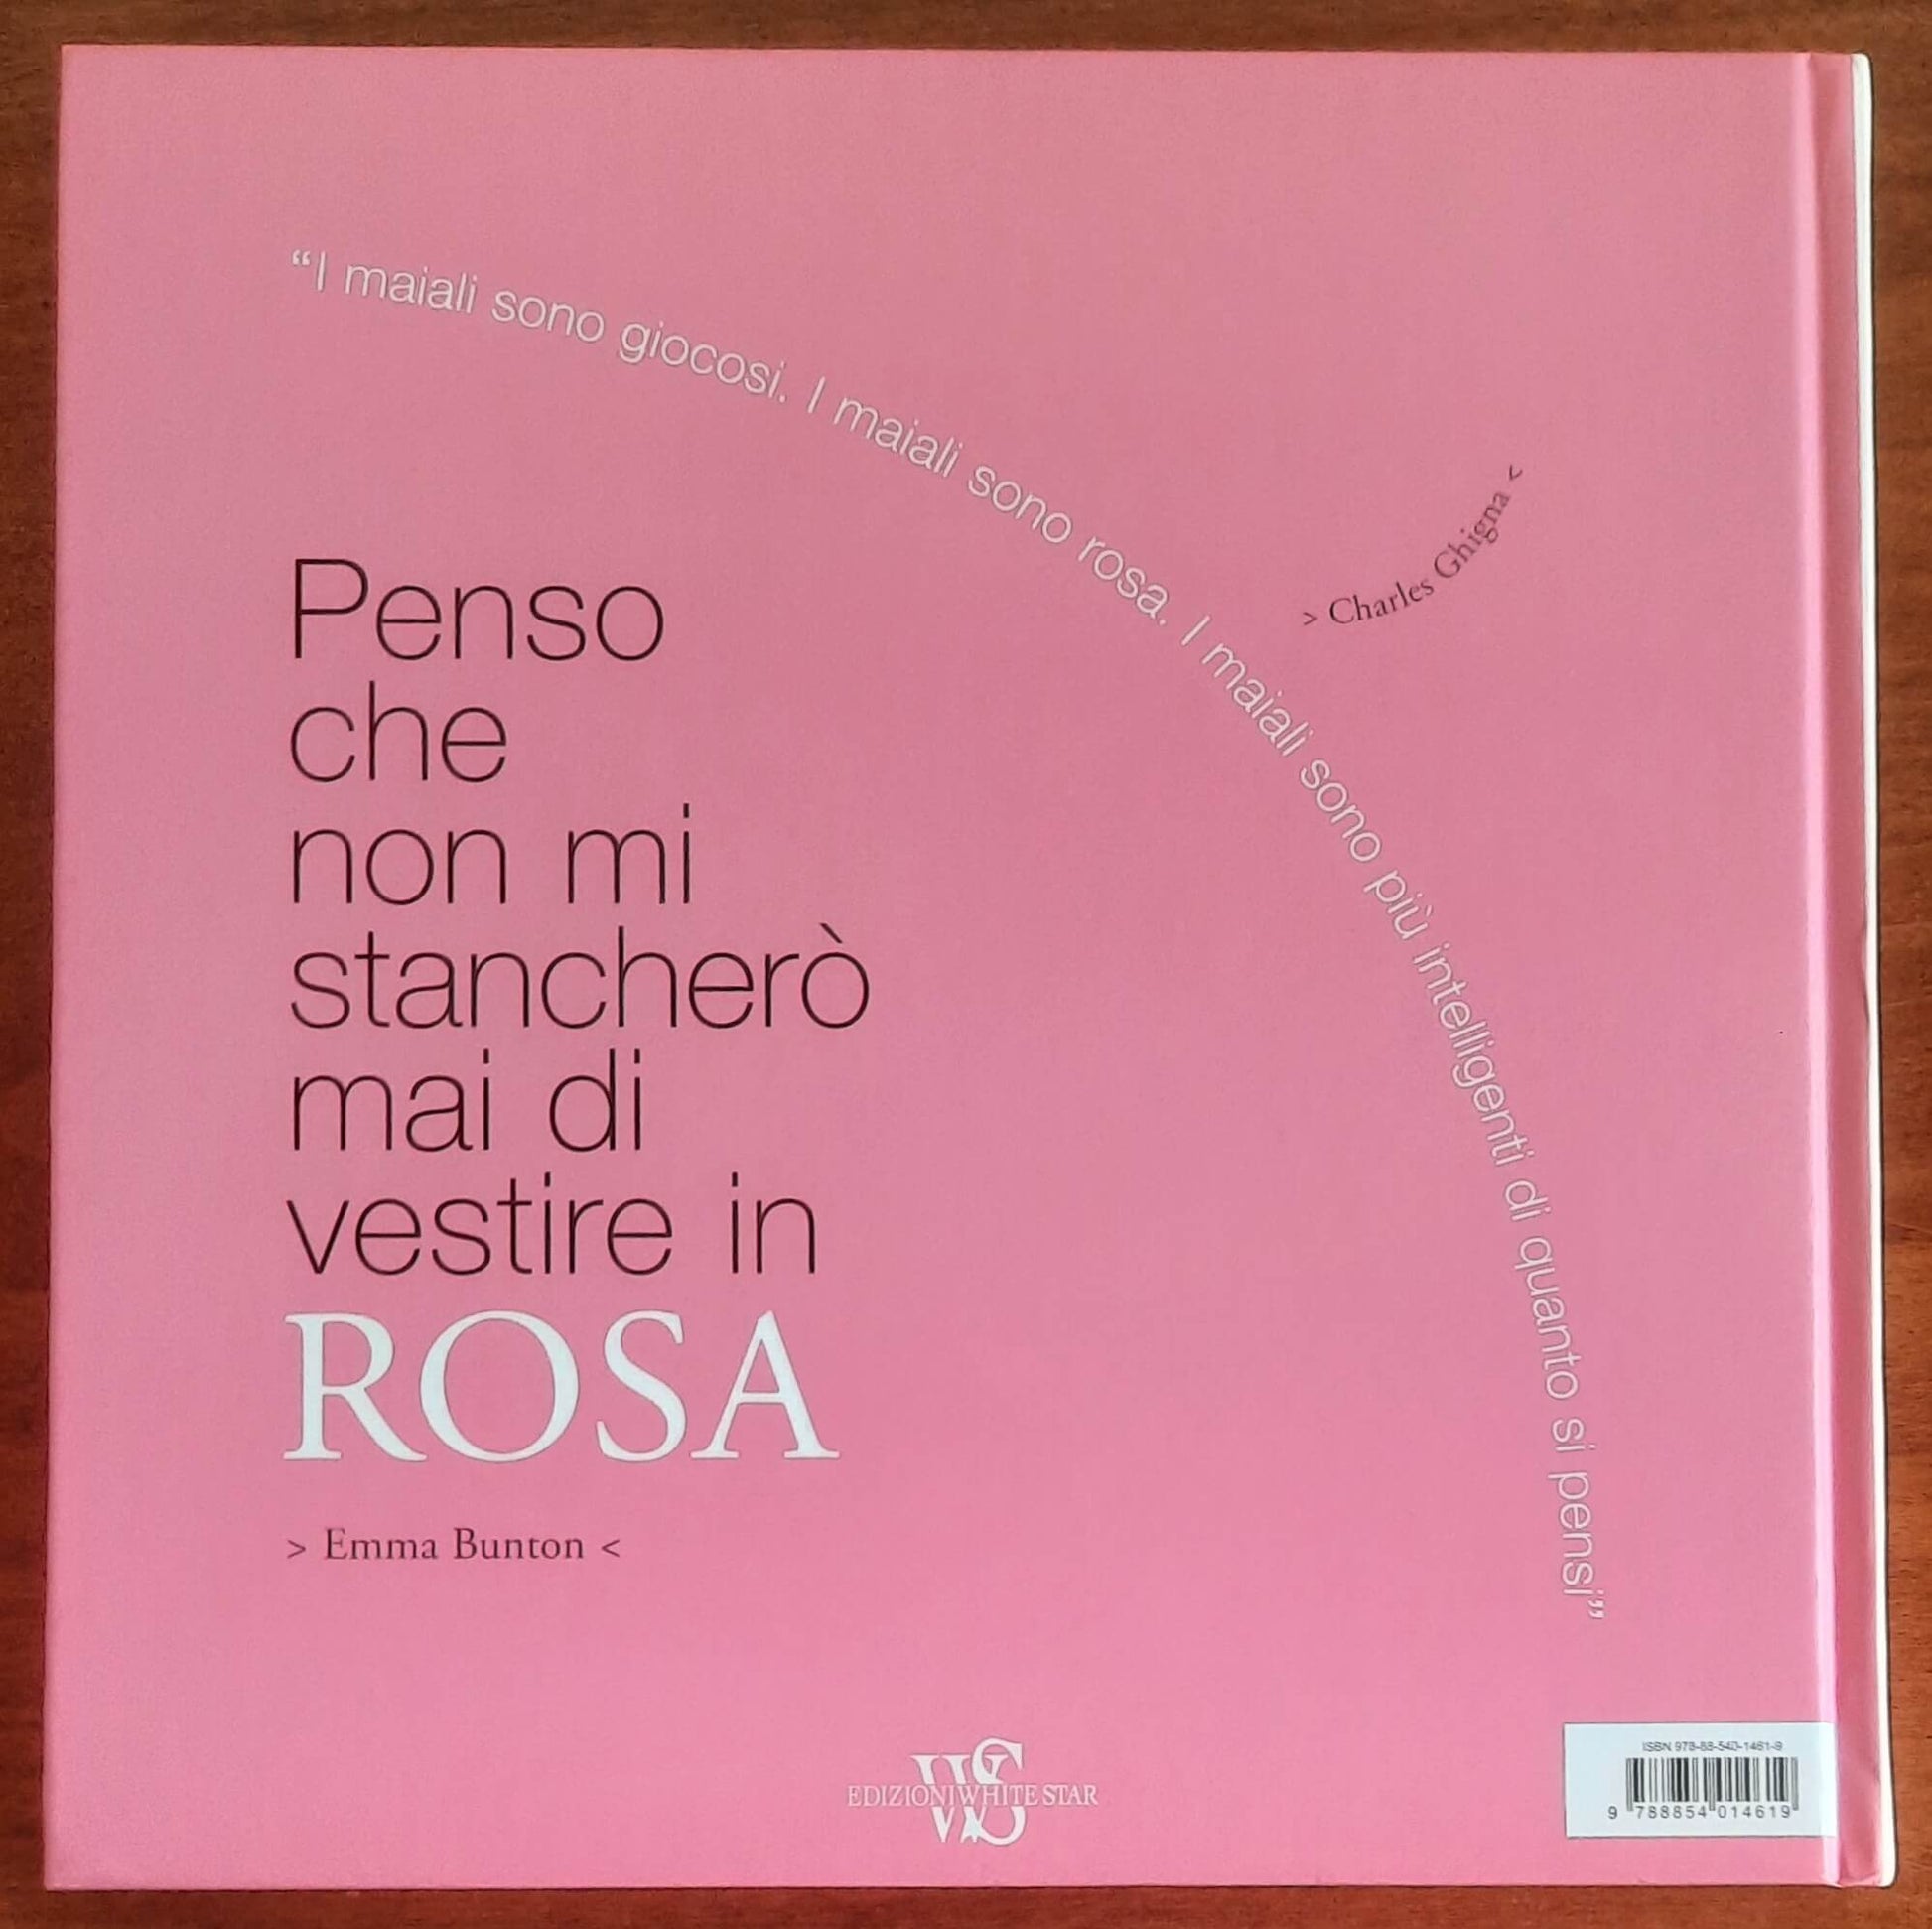 “I maiali sono giocosi. I maiali sono rosa. I maiali sono più intelligenti di quanto si pensi”
> Charles Ghigna <
Penso
che
non mi
stancherò
mai di
vestire in
ROSA
> Emma Bunton <
WS
EDIZIONI WHITE STAR
ISBN 978-88-540-1461-9
9 788854 014619